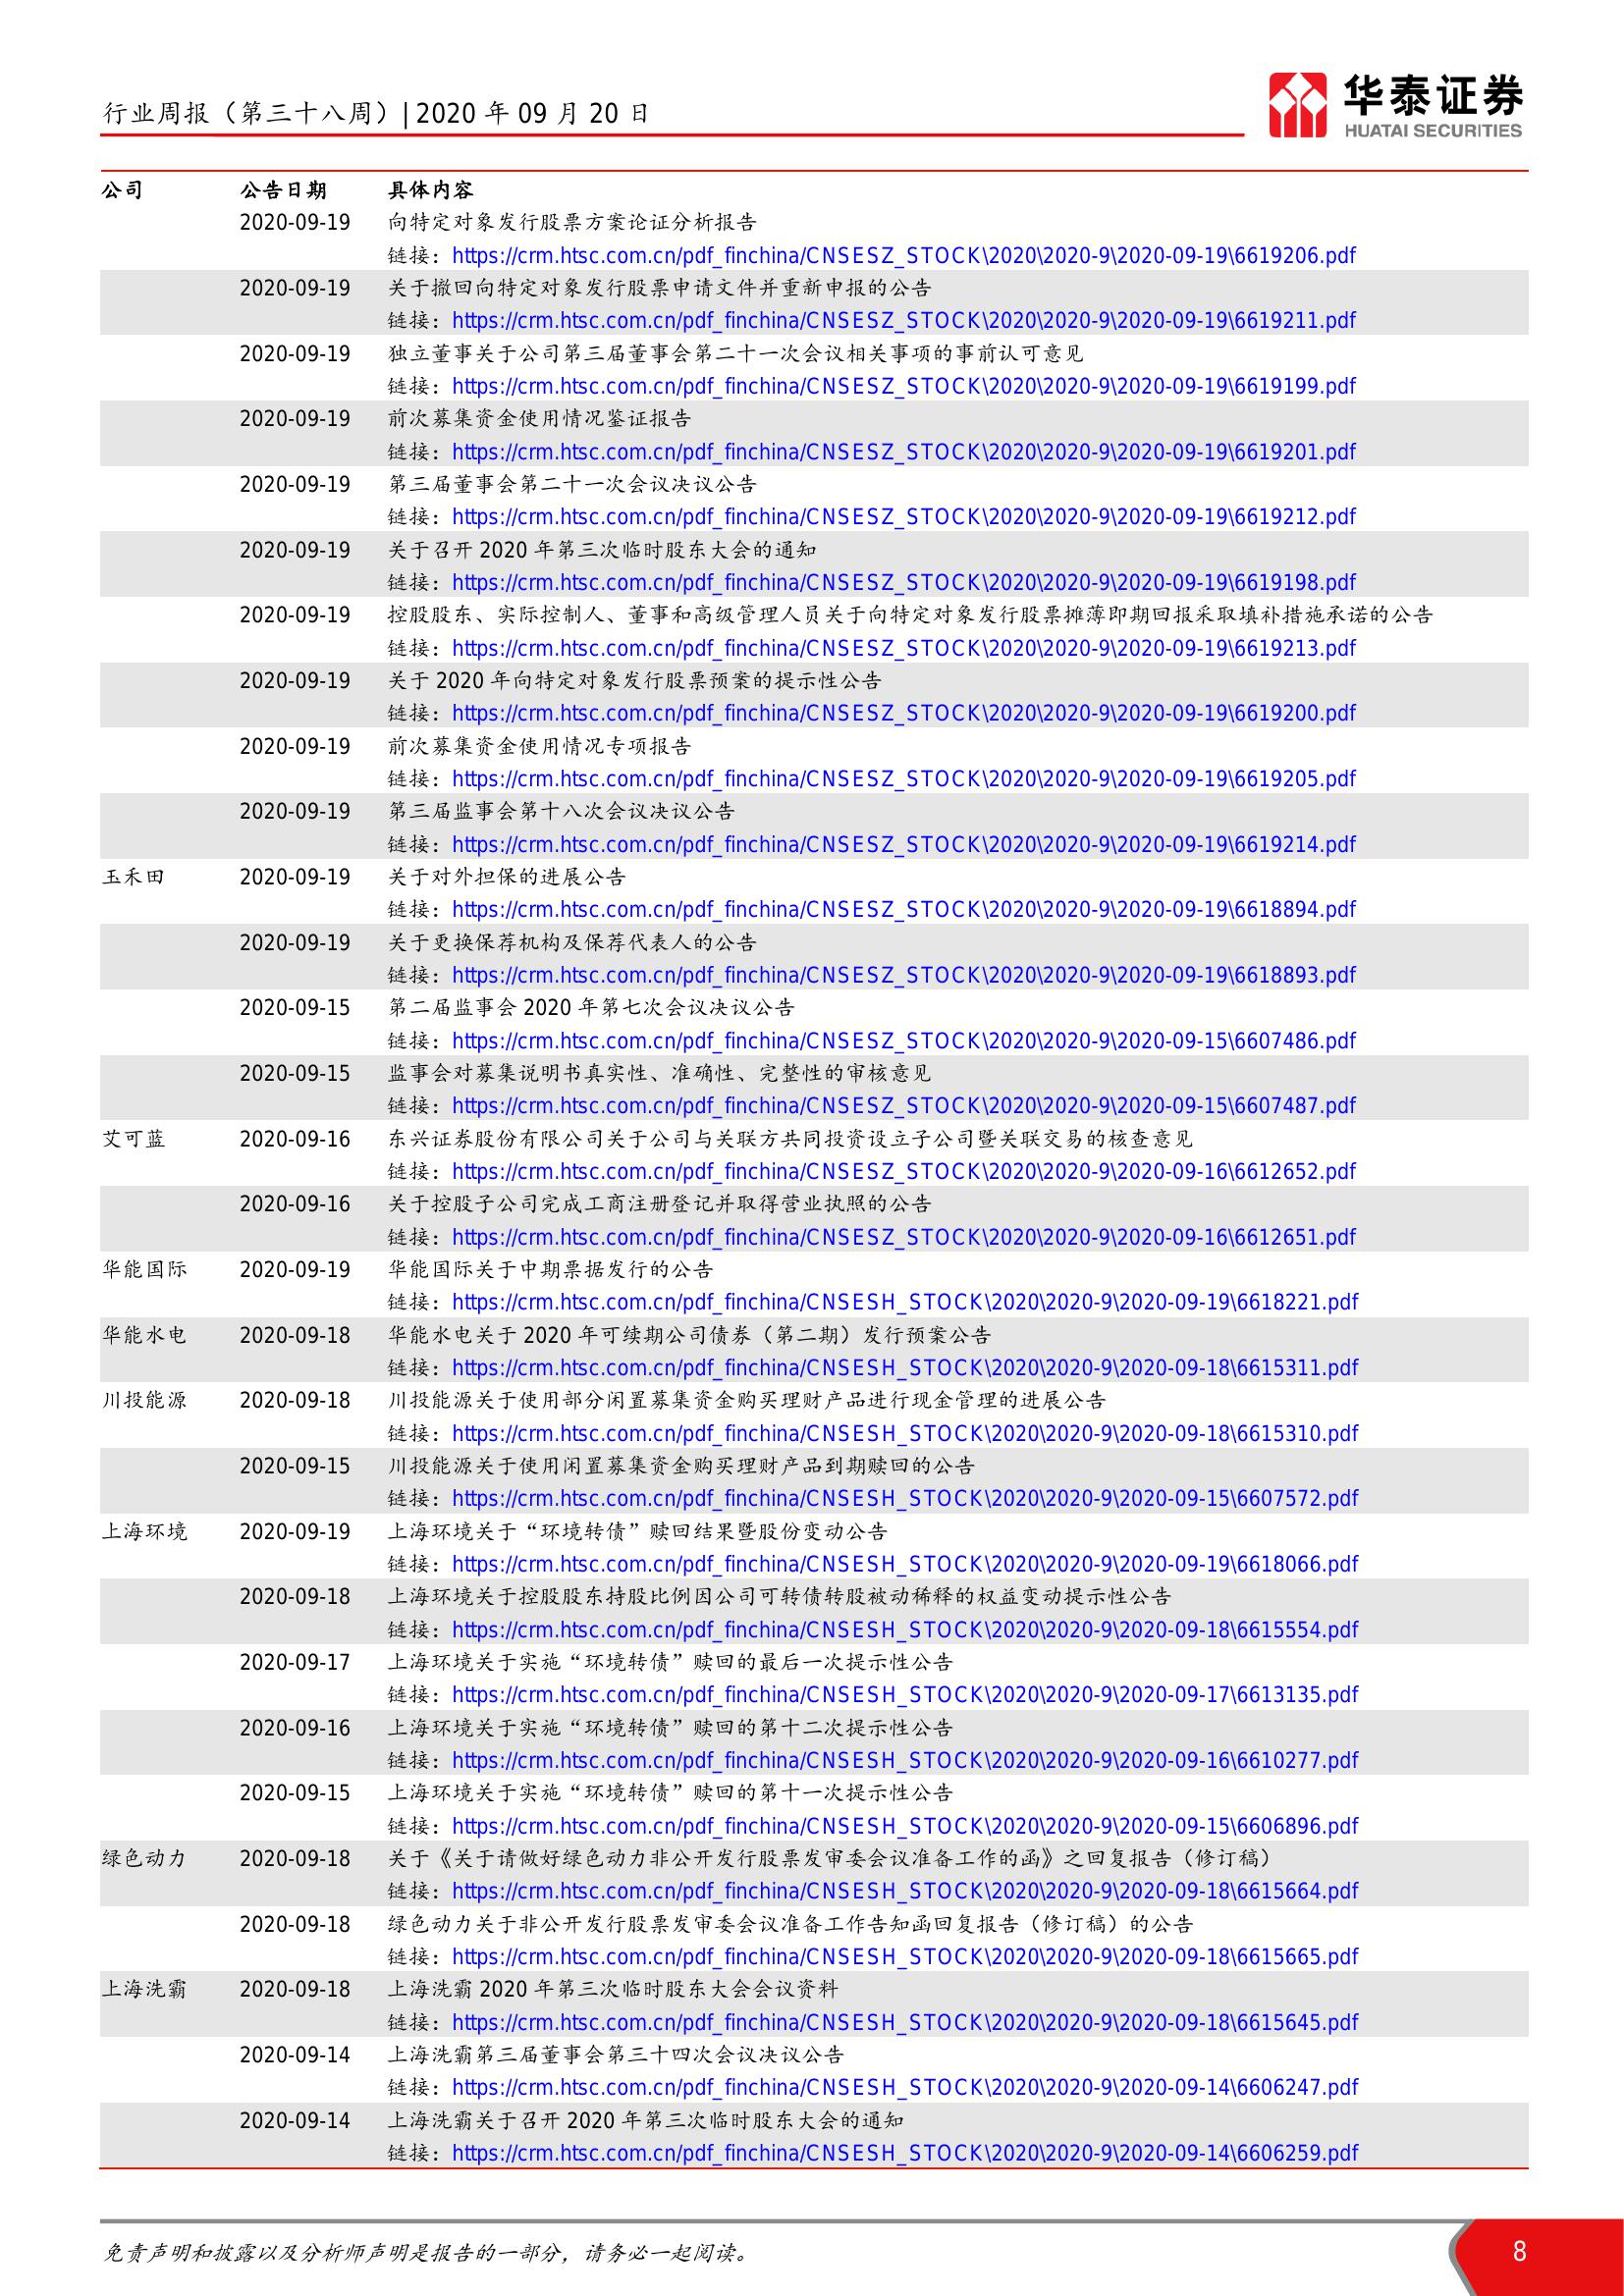 行业周报（第三十八周）| 2020 年 09 月 20 日
华泰证券
HUATAI SECURITIES
公司 公告日期 具体内容
2020-09-19 向特定对象发行股票方案论证分析报告
链接：https://crm.htsc.com.cn/pdf_finchina/CNSESZ_STOCK\2020\2020-9\2020-09-19\6619206.pdf
2020-09-19 关于撤回向特定对象发行股票申请文件并重新申报的公告
链接：https://crm.htsc.com.cn/pdf_finchina/CNSESZ_STOCK\2020\2020-9\2020-09-19\6619211.pdf
2020-09-19 独立董事关于公司第三届董事会第二十一次会议相关事项的事前认可意见
链接：https://crm.htsc.com.cn/pdf_finchina/CNSESZ_STOCK\2020\2020-9\2020-09-19\6619199.pdf
2020-09-19 前次募集资金使用情况鉴证报告
链接：https://crm.htsc.com.cn/pdf_finchina/CNSESZ_STOCK\2020\2020-9\2020-09-19\6619201.pdf
2020-09-19 第三届董事会第二十一次会议决议公告
链接：https://crm.htsc.com.cn/pdf_finchina/CNSESZ_STOCK\2020\2020-9\2020-09-19\6619212.pdf
2020-09-19 关于召开 2020 年第三次临时股东大会的通知
链接：https://crm.htsc.com.cn/pdf_finchina/CNSESZ_STOCK\2020\2020-9\2020-09-19\6619198.pdf
2020-09-19 控股股东、实际控制人、董事和高级管理人员关于向特定对象发行股票摊薄即期回报采取填补措施承诺的公告
链接：https://crm.htsc.com.cn/pdf_finchina/CNSESZ_STOCK\2020\2020-9\2020-09-19\6619213.pdf
2020-09-19 关于 2020 年向特定对象发行股票预案的提示性公告
链接：https://crm.htsc.com.cn/pdf_finchina/CNSESZ_STOCK\2020\2020-9\2020-09-19\6619200.pdf
2020-09-19 前次募集资金使用情况专项报告
链接：https://crm.htsc.com.cn/pdf_finchina/CNSESZ_STOCK\2020\2020-9\2020-09-19\6619205.pdf
2020-09-19 第三届监事会第十八次会议决议公告
链接：https://crm.htsc.com.cn/pdf_finchina/CNSESZ_STOCK\2020\2020-9\2020-09-19\6619214.pdf
玉禾田 2020-09-19 关于对外担保的进展公告
链接：https://crm.htsc.com.cn/pdf_finchina/CNSESZ_STOCK\2020\2020-9\2020-09-19\6618894.pdf
2020-09-19 关于更换保荐机构及保荐代表人的公告
链接：https://crm.htsc.com.cn/pdf_finchina/CNSESZ_STOCK\2020\2020-9\2020-09-19\6618893.pdf
2020-09-15 第二届监事会 2020 年第七次会议决议公告
链接：https://crm.htsc.com.cn/pdf_finchina/CNSESZ_STOCK\2020\2020-9\2020-09-15\6607486.pdf
2020-09-15 监事会对募集说明书真实性、准确性、完整性的审核意见
链接：https://crm.htsc.com.cn/pdf_finchina/CNSESZ_STOCK\2020\2020-9\2020-09-15\6607487.pdf
艾可蓝 2020-09-16 东兴证券股份有限公司关于公司与关联方共同投资设立子公司暨关联交易的核查意见
链接：https://crm.htsc.com.cn/pdf_finchina/CNSESZ_STOCK\2020\2020-9\2020-09-16\6612652.pdf
2020-09-16 关于控股子公司完成工商注册登记并取得营业执照的公告
链接：https://crm.htsc.com.cn/pdf_finchina/CNSESZ_STOCK\2020\2020-9\2020-09-16\6612651.pdf
华能国际 2020-09-19 华能国际关于中期票据发行的公告
链接：https://crm.htsc.com.cn/pdf_finchina/CNSESH_STOCK\2020\2020-9\2020-09-19\6618221.pdf
华能水电 2020-09-18 华能水电关于 2020 年可续期公司债券（第二期）发行预案公告
链接：https://crm.htsc.com.cn/pdf_finchina/CNSESH_STOCK\2020\2020-9\2020-09-18\6615311.pdf
川投能源 2020-09-18 川投能源关于使用部分闲置募集资金购买理财产品进行现金管理的进展公告
链接：https://crm.htsc.com.cn/pdf_finchina/CNSESH_STOCK\2020\2020-9\2020-09-18\6615310.pdf
2020-09-15 川投能源关于使用闲置募集资金购买理财产品到期赎回的公告
链接：https://crm.htsc.com.cn/pdf_finchina/CNSESH_STOCK\2020\2020-9\2020-09-15\6607572.pdf
上海环境 2020-09-19 上海环境关于“环境转债”赎回结果暨股份变动公告
链接：https://crm.htsc.com.cn/pdf_finchina/CNSESH_STOCK\2020\2020-9\2020-09-19\6618066.pdf
2020-09-18 上海环境关于控股股东持股比例因公司可转债转股被动稀释的权益变动提示性公告
链接：https://crm.htsc.com.cn/pdf_finchina/CNSESH_STOCK\2020\2020-9\2020-09-18\6615554.pdf
2020-09-17 上海环境关于实施“环境转债”赎回的最后一次提示性公告
链接：https://crm.htsc.com.cn/pdf_finchina/CNSESH_STOCK\2020\2020-9\2020-09-17\6613135.pdf
2020-09-16 上海环境关于实施“环境转债”赎回的第十二次提示性公告
链接：https://crm.htsc.com.cn/pdf_finchina/CNSESH_STOCK\2020\2020-9\2020-09-16\6610277.pdf
2020-09-15 上海环境关于实施“环境转债”赎回的第十一次提示性公告
链接：https://crm.htsc.com.cn/pdf_finchina/CNSESH_STOCK\2020\2020-9\2020-09-15\6606896.pdf
绿色动力 2020-09-18 关于《关于请做好绿色动力非公开发行股票发审委会议准备工作的函》之回复报告（修订稿）
链接：https://crm.htsc.com.cn/pdf_finchina/CNSESH_STOCK\2020\2020-9\2020-09-18\6615664.pdf
2020-09-18 绿色动力关于非公开发行股票发审委会议准备工作告知函回复报告（修订稿）的公告
链接：https://crm.htsc.com.cn/pdf_finchina/CNSESH_STOCK\2020\2020-9\2020-09-18\6615665.pdf
上海洗霸 2020-09-18 上海洗霸 2020 年第三次临时股东大会会议资料
链接：https://crm.htsc.com.cn/pdf_finchina/CNSESH_STOCK\2020\2020-9\2020-09-18\6615645.pdf
2020-09-14 上海洗霸第三届董事会第三十四次会议决议公告
链接：https://crm.htsc.com.cn/pdf_finchina/CNSESH_STOCK\2020\2020-9\2020-09-14\6606247.pdf
2020-09-14 上海洗霸关于召开 2020 年第三次临时股东大会的通知
链接：https://crm.htsc.com.cn/pdf_finchina/CNSESH_STOCK\2020\2020-9\2020-09-14\6606259.pdf
免责声明和披露以及分析师声明是报告的一部分，请务必一起阅读。 8